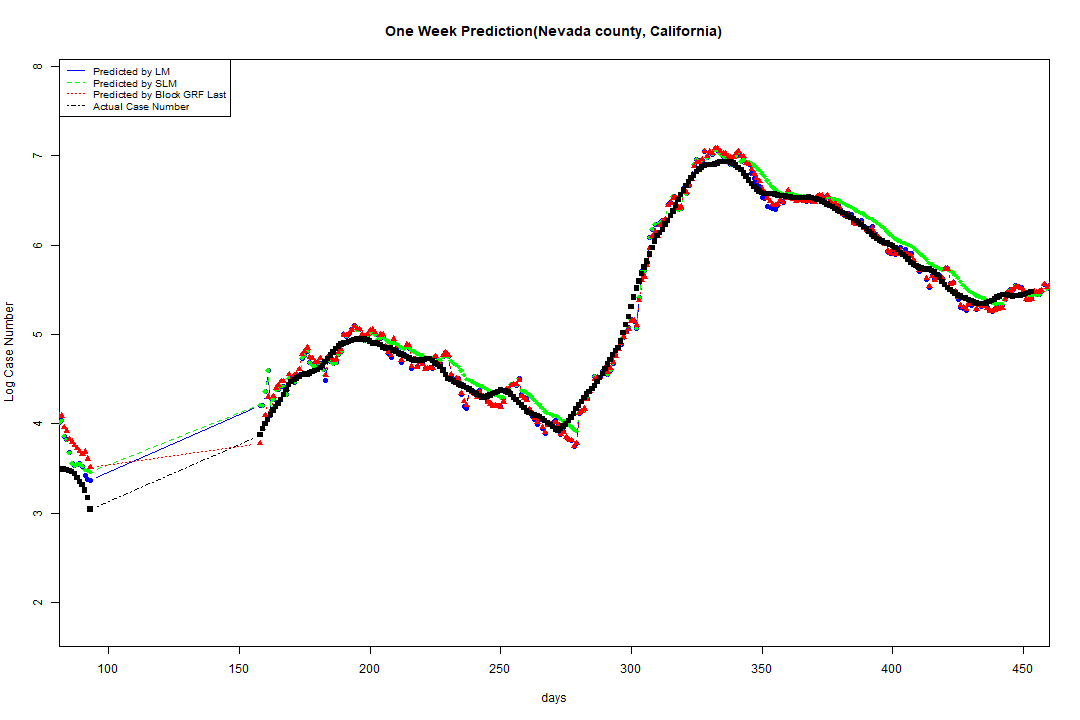 One Week Prediction(Nevada county, California)
Predicted by LM
Predicted by SLM
Predicted by Block GRF Last
Actual Case Number
8
7
6
5
4
3
2
Log Case Number
100 150 200 250 300 350 400 450
days